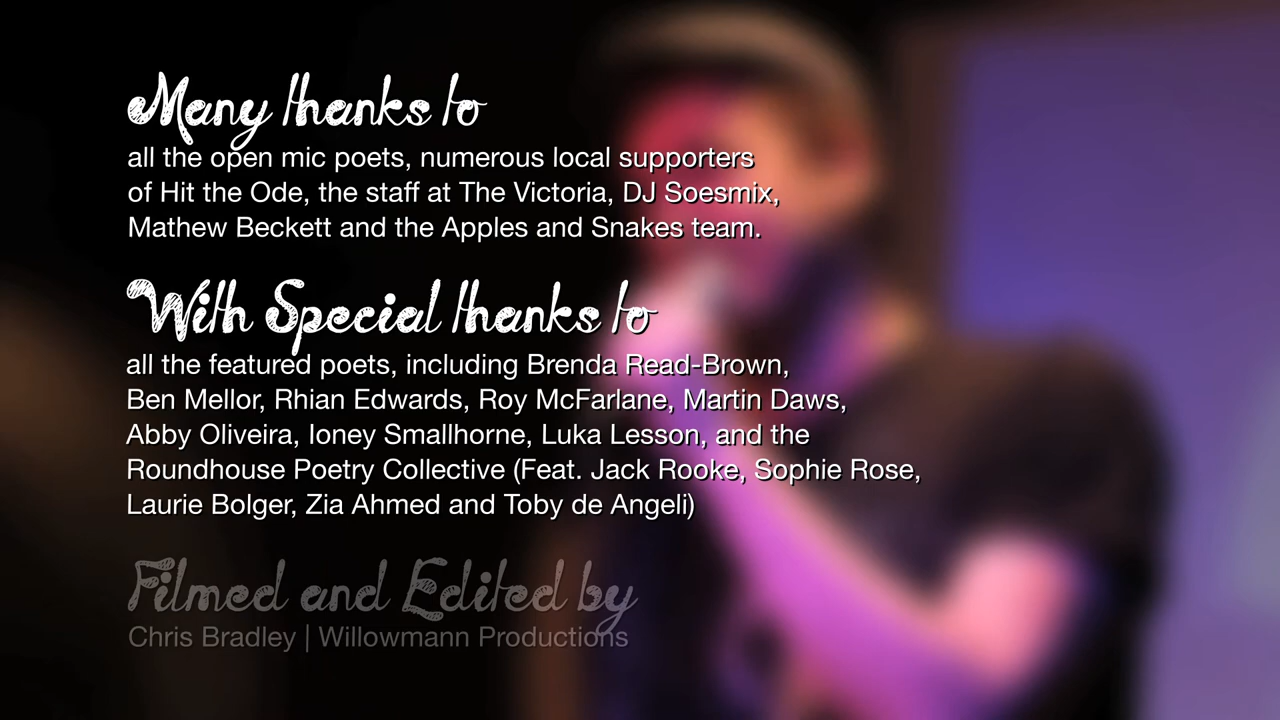 Many thanks to
all the open mic poets, numerous local supporters
of Hit the Ode, the staff at The Victoria, DJ Soesmix,
Mathew Beckett and the Apples and Snakes team.
With Special thanks to
all the featured poets, including Brenda Read-Brown,
Ben Mellor, Rhian Edwards, Roy McFarlane, Martin Daws,
Abby Oliveira, Ioney Smallhorne, Luka Lesson, and the
Roundhouse Poetry Collective (Feat. Jack Rooke, Sophie Rose,
Laurie Bolger, Zia Ahmed and Toby de Angeli)
Filmed and Edited by
Chris Bradley | Willowmann Productions